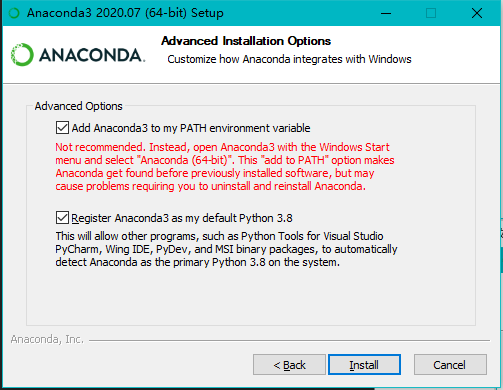 Anaconda3 2020.07 (64-bit) Setup
ANACONDA.
Advanced Installation Options
Customize how Anaconda integrates with Windows
Advanced Options
Add Anaconda3 to my PATH environment variable
Not recommended. Instead, open Anaconda3 with the Windows Start
menu and select "Anaconda (64-bit)". This "add to PATH" option makes
Anaconda get found before previously installed software, but may
cause problems requiring you to uninstall and reinstall Anaconda.
Register Anaconda3 as my default Python 3.8
This will allow other programs, such as Python Tools for Visual Studio
PyCharm, Wing IDE, PyDev, and MSI binary packages, to automatically
detect Anaconda as the primary Python 3.8 on the system.
Anaconda, Inc.
< Back
Install
Cancel